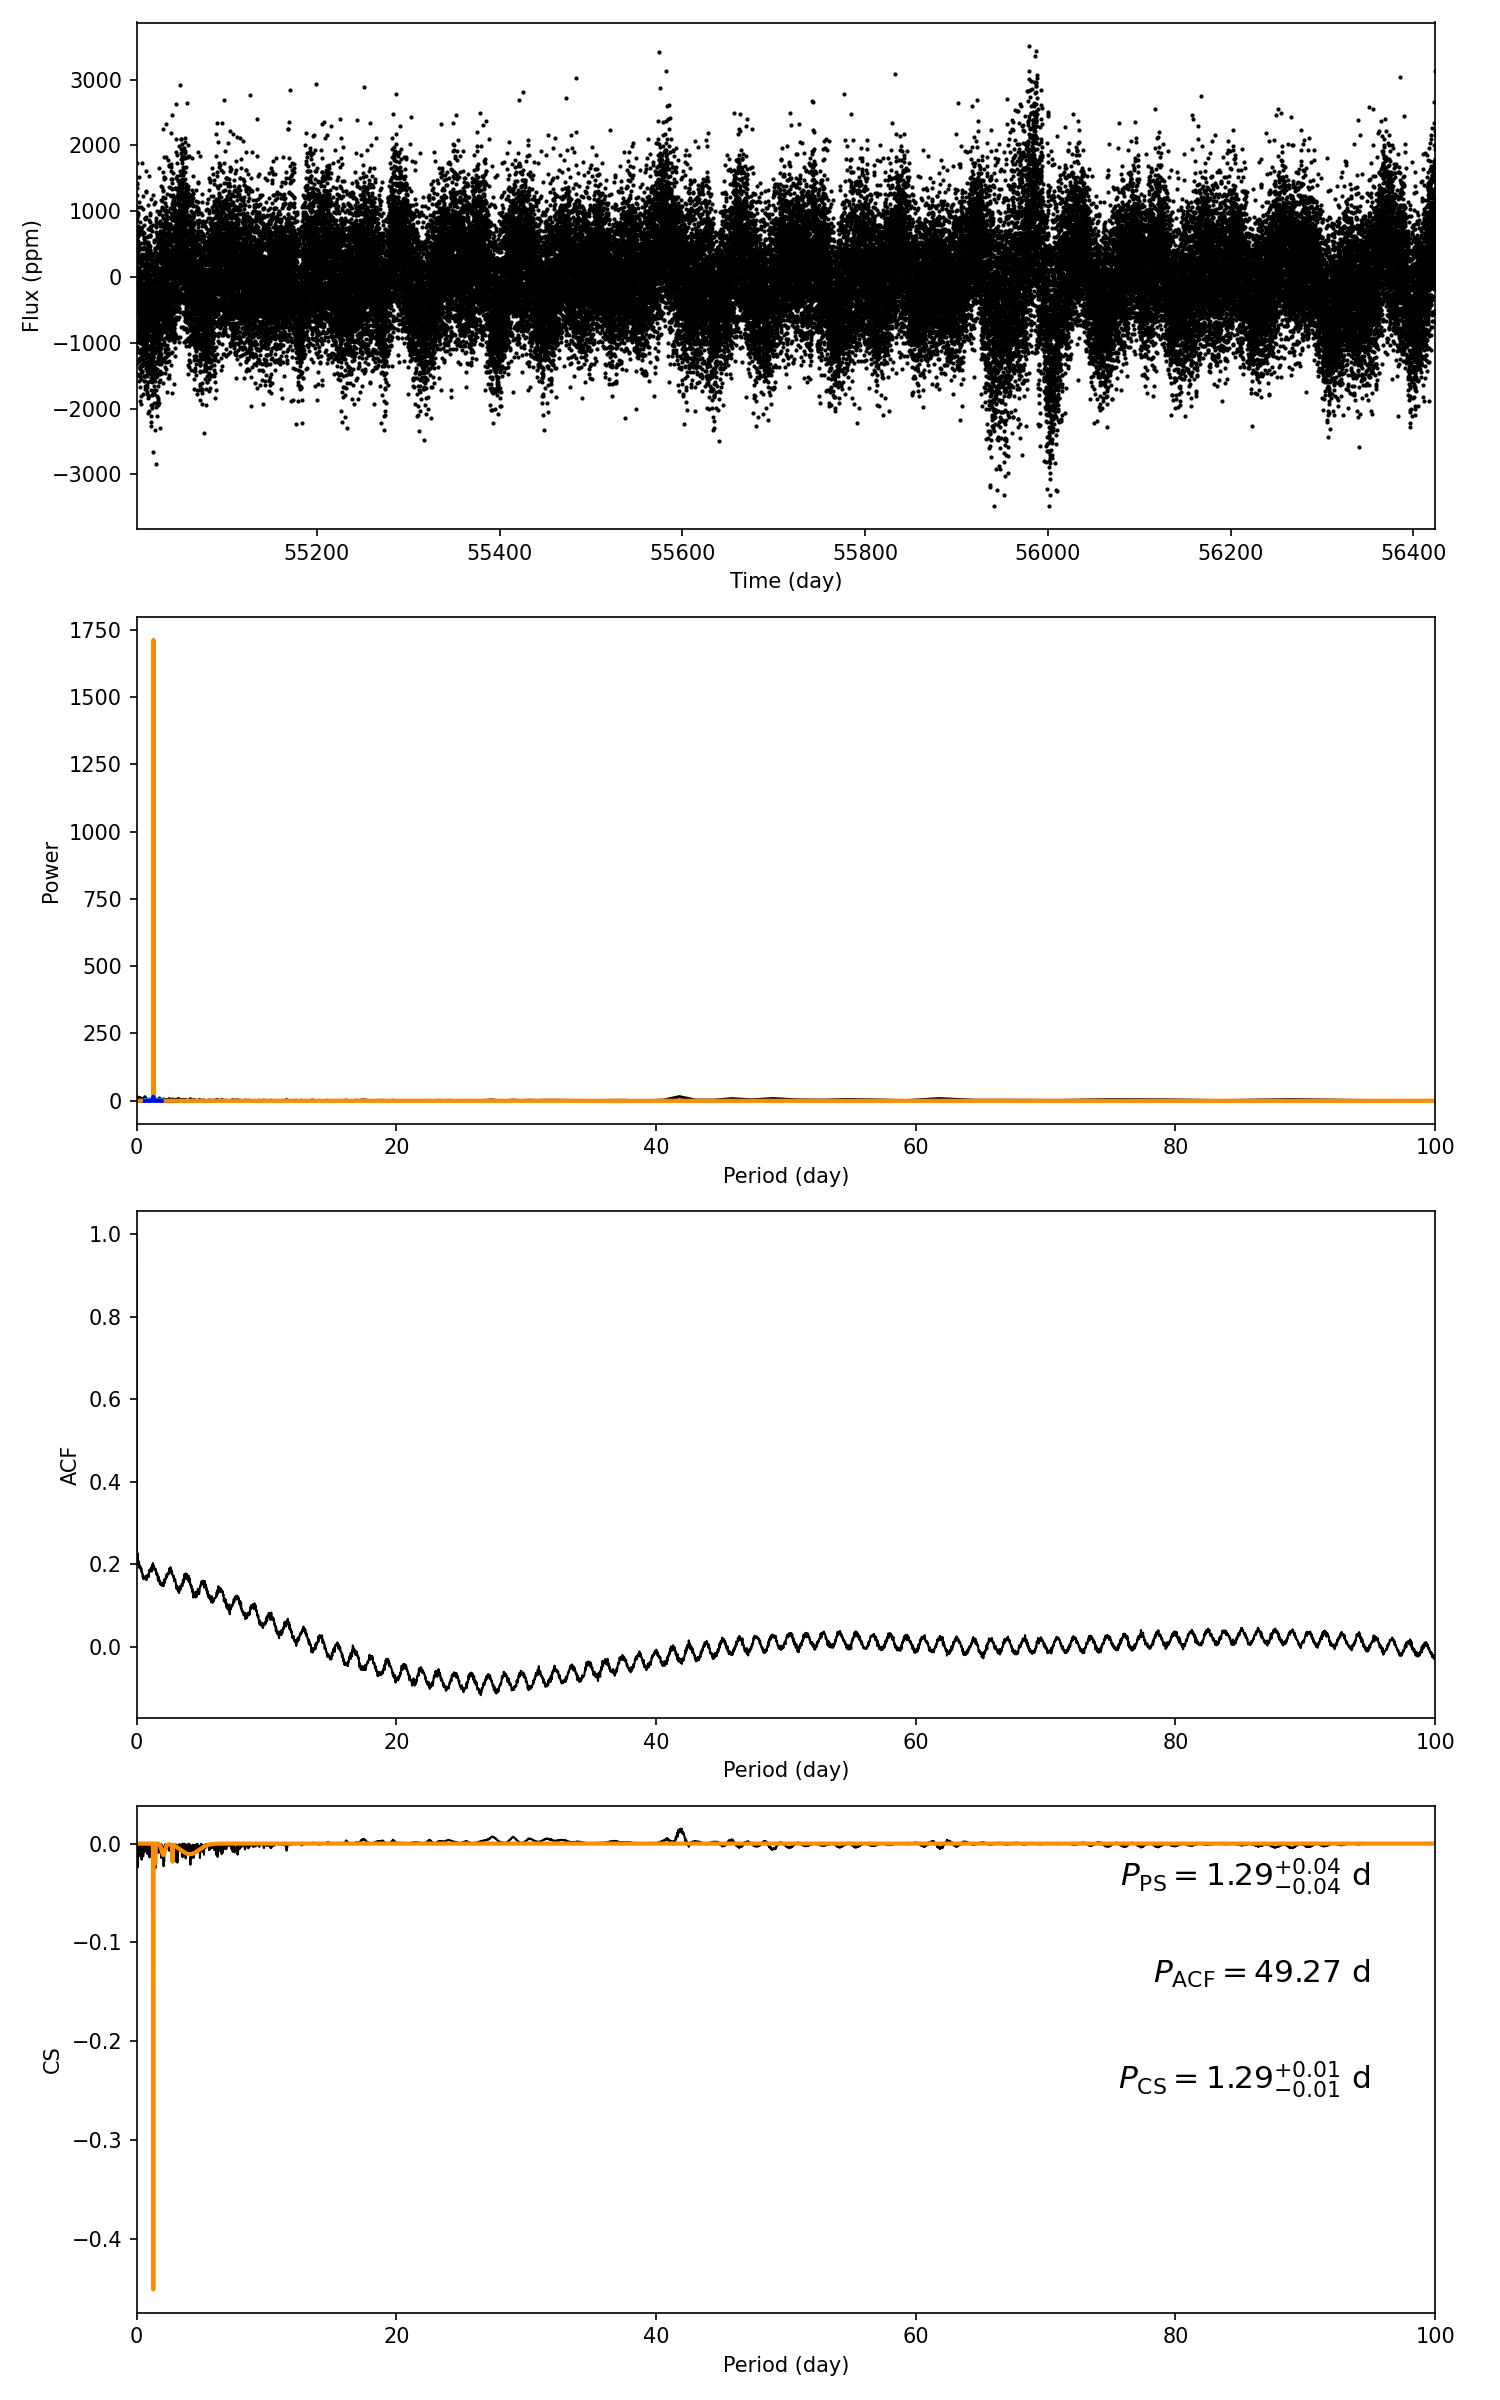 3000
2000
1000
0
−1000
−2000
−3000
Flux (ppm)
55200 55400 55600 55800 56000 56200 56400
Time (day)
1750
1500
1250
1000
750
500
250
0
Power
0 20 40 60 80 100
Period (day)
1.0
0.8
0.6
0.4
0.2
0.0
ACF
0 20 40 60 80 100
Period (day)
0.0
−0.1
−0.2
−0.3
−0.4
CS
P_PS = 1.29^{+0.04}_{−0.04} d
P_ACF = 49.27 d
P_CS = 1.29^{+0.01}_{−0.01} d
0 20 40 60 80 100
Period (day)